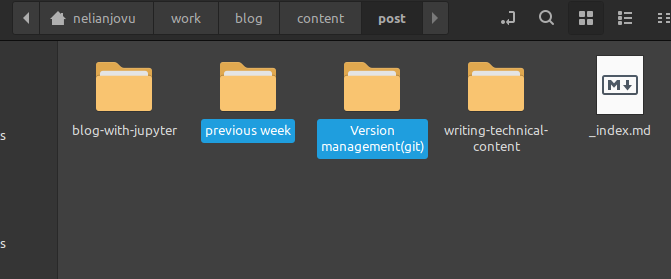 nelianjovu work blog content post
blog-with-jupyter previous week Version management(git) writing-technical-content _index.md
M
s
s